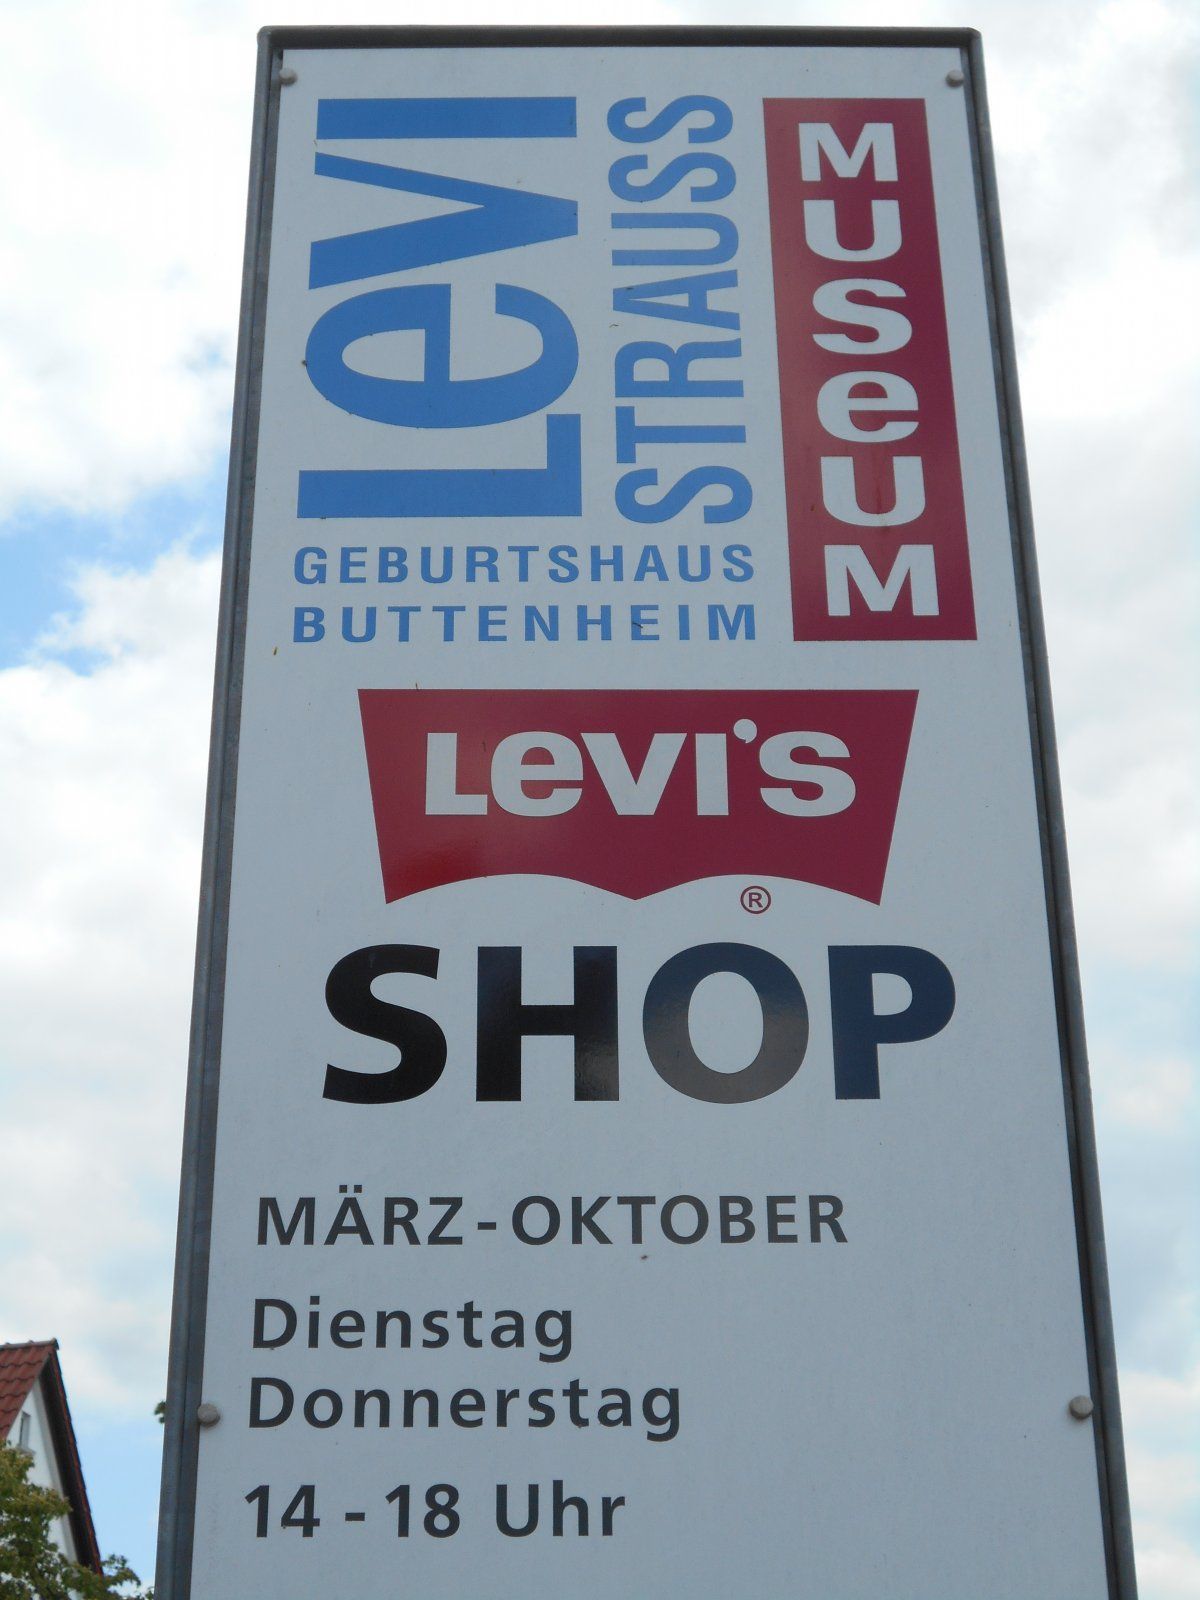 LeVI
STRAUSS
MUSeUM
GEBURTSHAUS
BUTTENHEIM
LeVI'S
®
SHOP
MÄRZ-OKTOBER
Dienstag
Donnerstag
14 - 18 Uhr